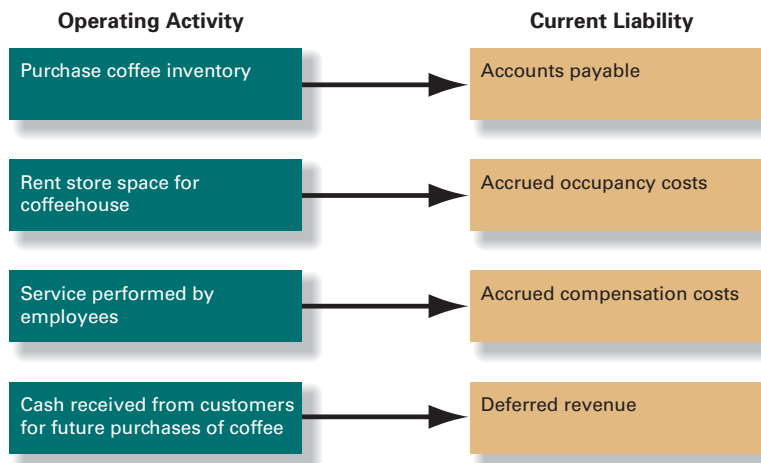 Operating Activity
Current Liability
Purchase coffee inventory
Accounts payable
Rent store space for
coffeehouse
Accrued occupancy costs
Service performed by
employees
Accrued compensation costs
Cash received from customers
for future purchases of coffee
Deferred revenue